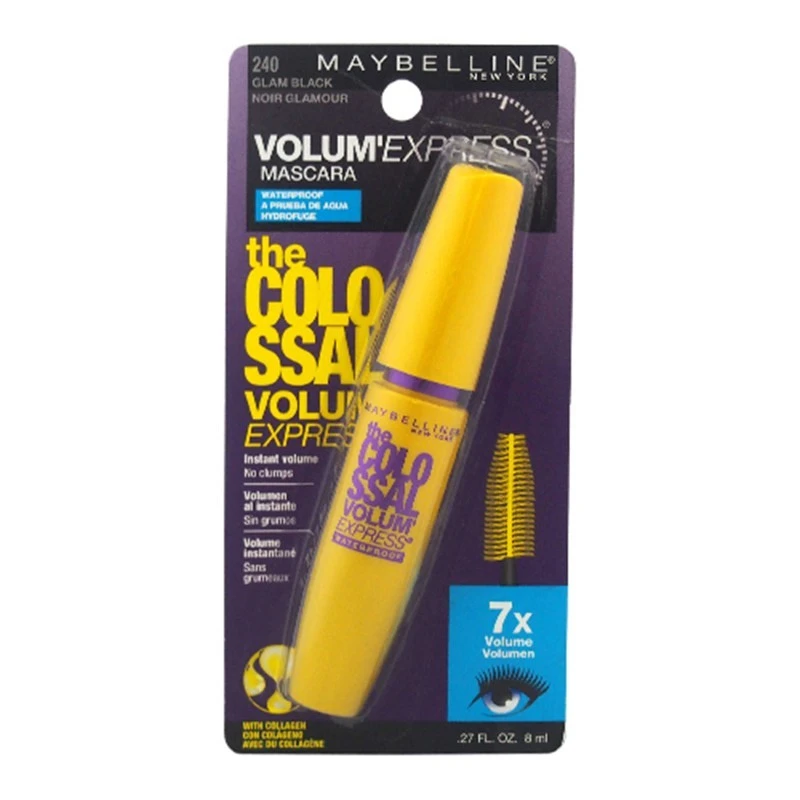 240
GLAM BLACK
NOIR GLAMOUR
MAYBELLINE®
NEW YORK
VOLUM'EXPRESS
MASCARA
WATERPROOF
A PRUEBA DE AGUA
HYDROFUGE
the
COLO
SSAL
VOLUM'
EXPRESS
Instant volume
No clumps
Volumen
al instante
Sin grumos
Volume
instantané
Sans
grumeaux
WITH COLLAGEN
CON COLÁGENO
AVEC DU COLLAGÈNE
MAYBELLINE
NEW YORK
the
COLO
SSAL
VOLUM'
EXPRESS®
WATERPROOF
7x
Volume
Volumen
.27 FL. OZ. 8 ml